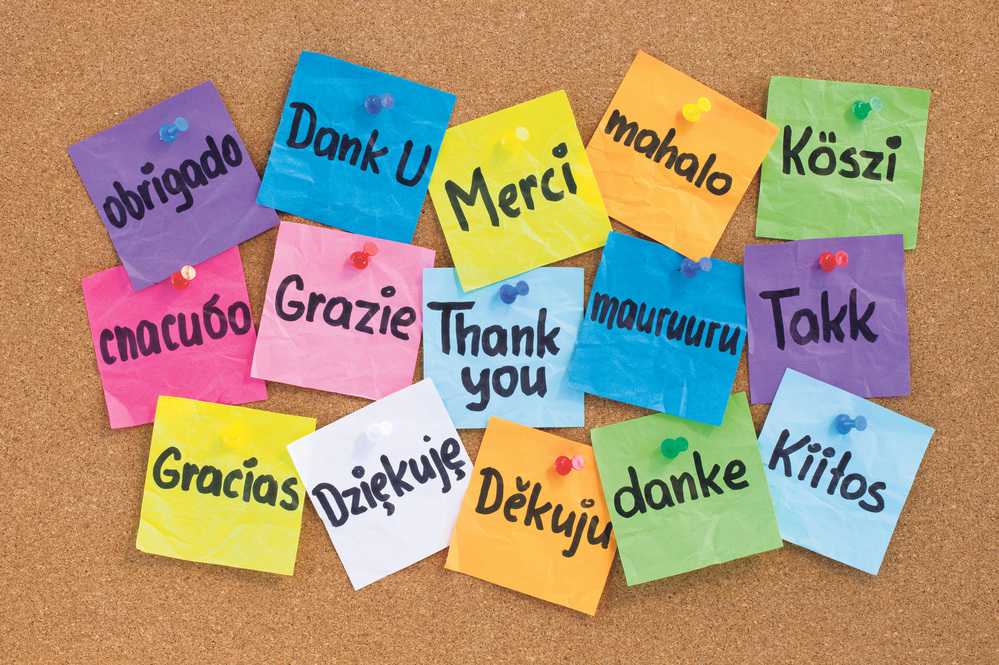 obrigado
Dank U
Merci
mahalo
Köszi
спасибо
Grazie
Thank
you
mauruuru
Takk
Gracias
Dziękuję
Děkuju
danke
Kiitos